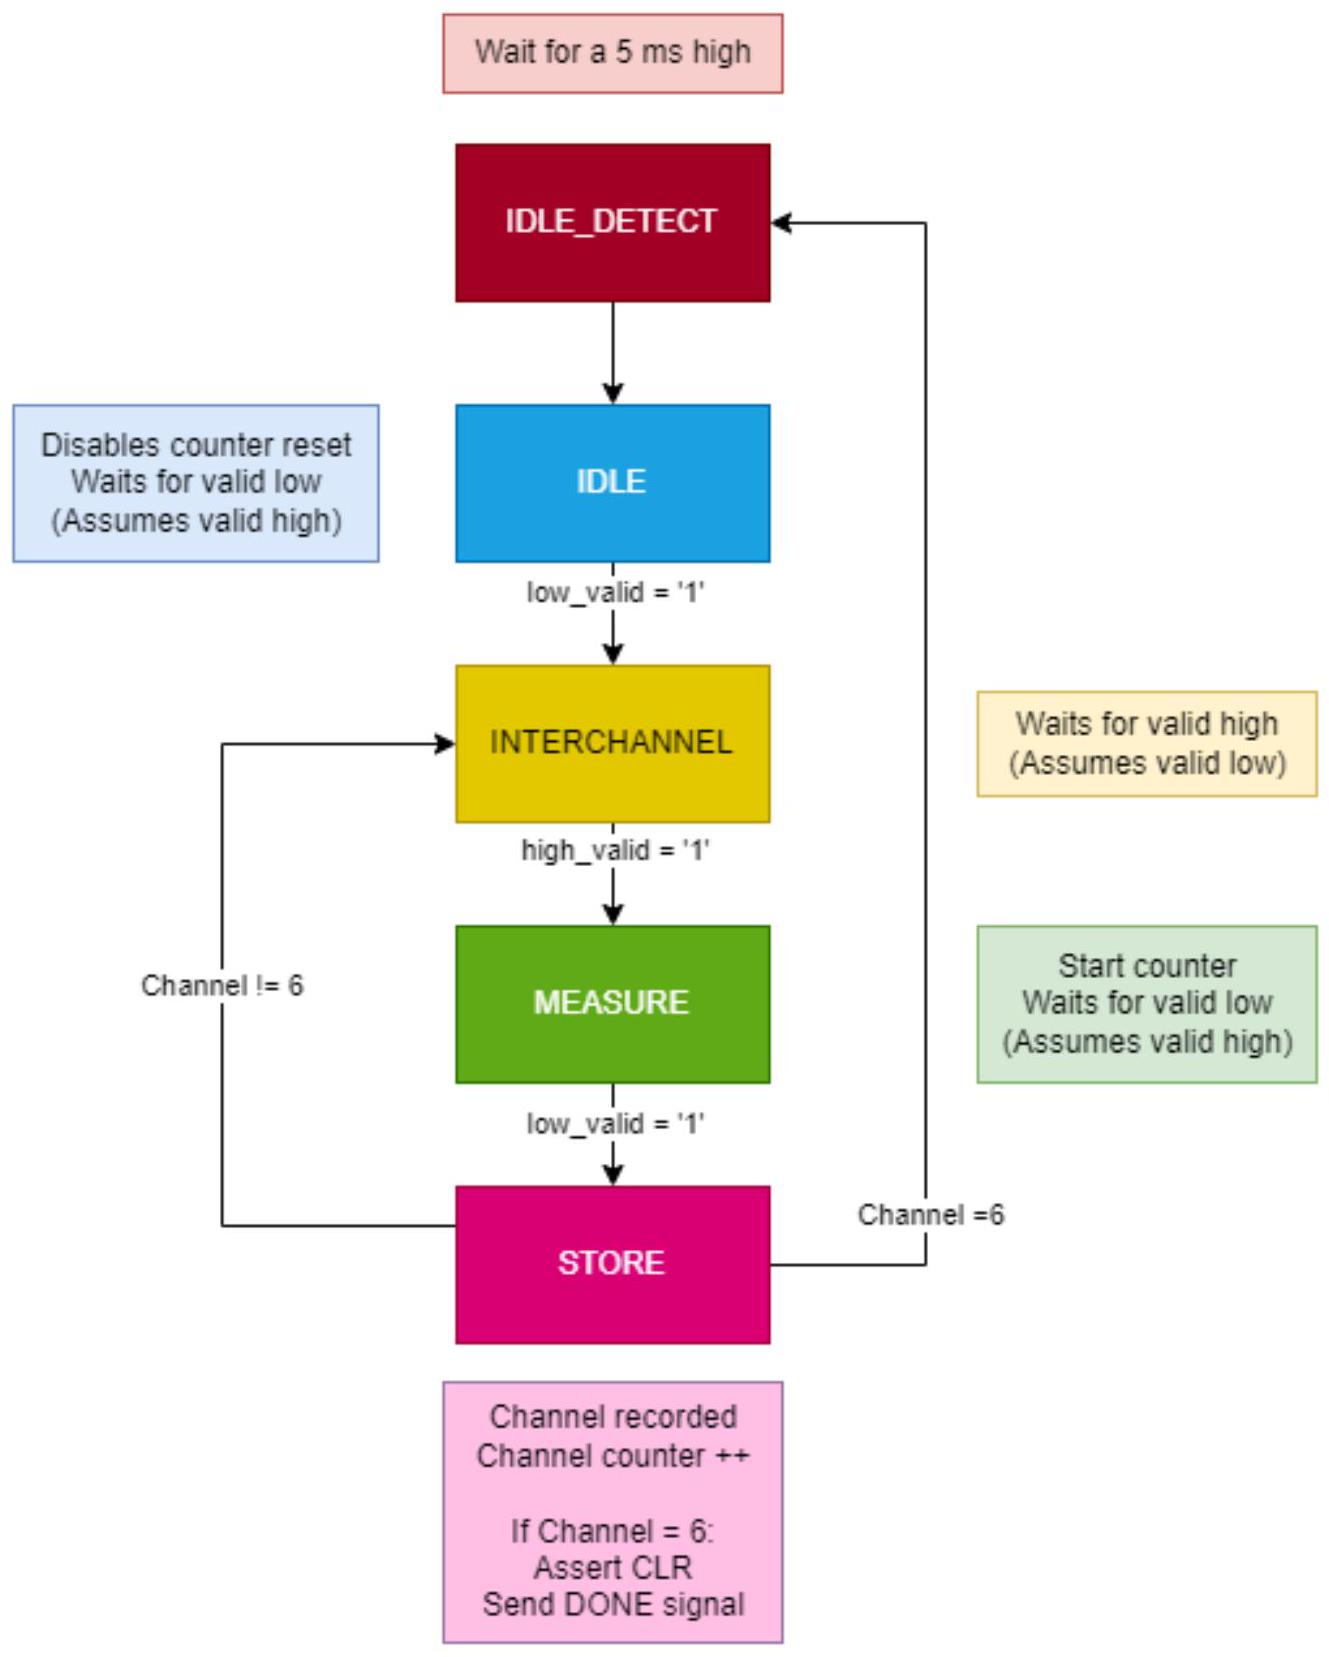 Wait for a 5 ms high
IDLE_DETECT
Disables counter reset
Waits for valid low
(Assumes valid high)
IDLE
low_valid = '1'
INTERCHANNEL
Waits for valid high
(Assumes valid low)
high_valid = '1'
Channel != 6
MEASURE
Start counter
Waits for valid low
(Assumes valid high)
low_valid = '1'
Channel =6
STORE
Channel recorded
Channel counter ++
If Channel = 6:
Assert CLR
Send DONE signal